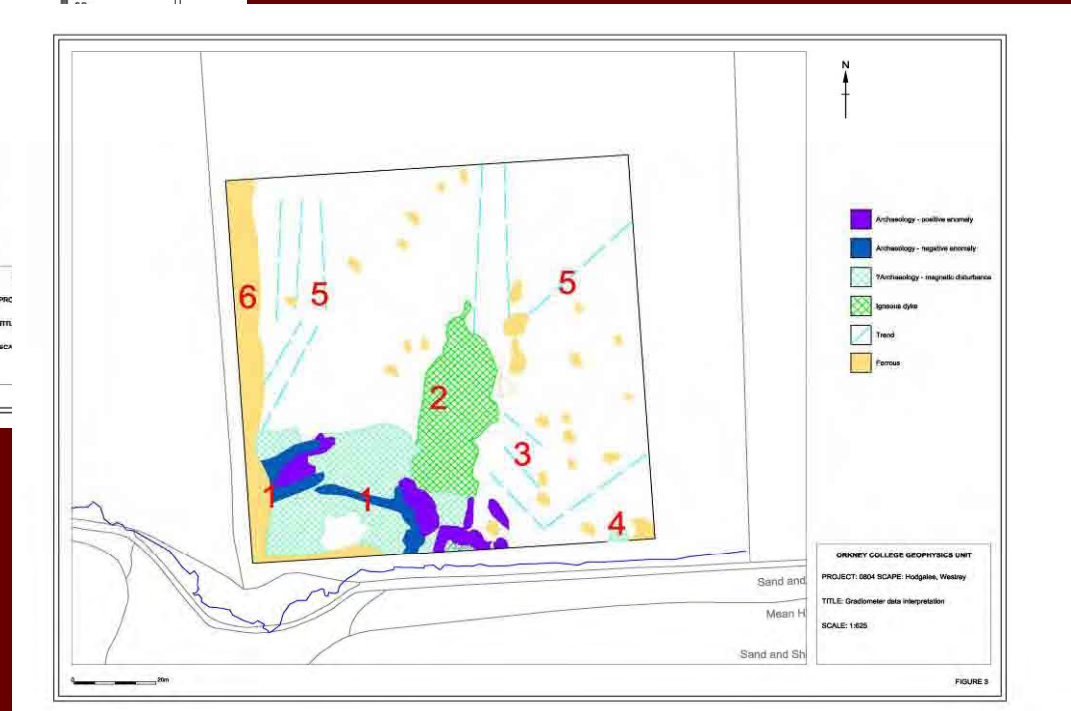 N
Archaeology - positive anomaly
Archaeology - negative anomaly
?Archaeology - magnetic disturbance
Igneous dyke
Trend
Ferrous
6
5
5
2
3
1
1
4
Sand and
Mean H
Sand and Sh
ORKNEY COLLEGE GEOPHYSICS UNIT
PROJECT: 0804 SCAPE: Hodgalee, Westray
TITLE: Gradiometer data interpretation
SCALE: 1:625
0 20m
FIGURE 3
PRO